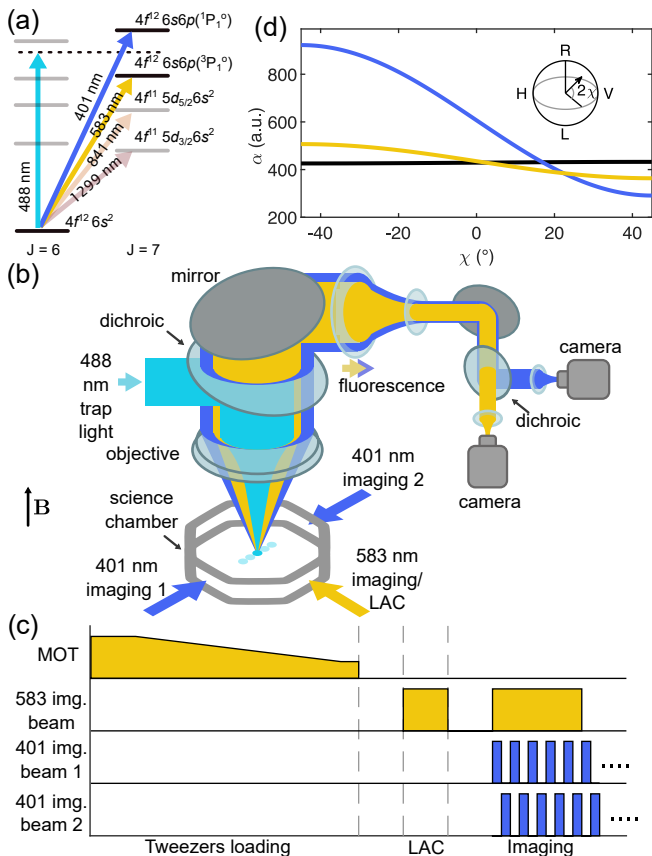 (a)
4f¹² 6s6p(¹P₁ᵒ)
4f¹² 6s6p(³P₁ᵒ)
4f¹¹ 5d₅/₂6s²
4f¹¹ 5d₃/₂6s²
488 nm
401 nm
583 nm
841 nm
1299 nm
4f¹² 6s²
J = 6
J = 7
(d)
α (a.u.)
800
600
400
200
-40
-20
0
20
40
χ (°)
R
H
V
L
2χ
(b)
mirror
dichroic
488
nm
trap
light
fluorescence
camera
dichroic
camera
objective
401 nm
imaging 2
science
chamber
B
401 nm
imaging 1
583 nm
imaging/
LAC
(c)
MOT
583 img.
beam
401 img.
beam 1
401 img.
beam 2
Tweezers loading
LAC
Imaging